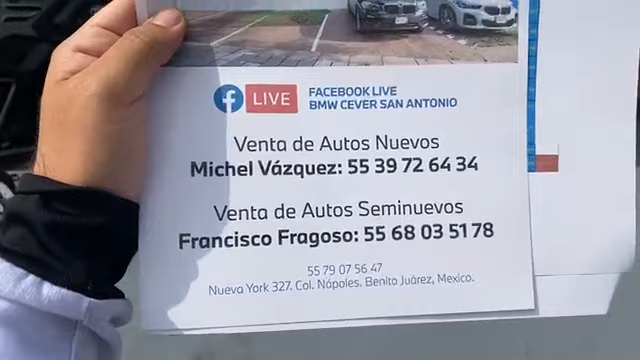 LIVE
FACEBOOK LIVE
BMW CEVER SAN ANTONIO
Venta de Autos Nuevos
Michel Vázquez: 55 39 72 64 34
Venta de Autos Seminuevos
Francisco Fragoso: 55 68 03 51 78
55 79 07 56 47
Nueva York 327. Col. Nápoles. Benito Juárez, Mexico.